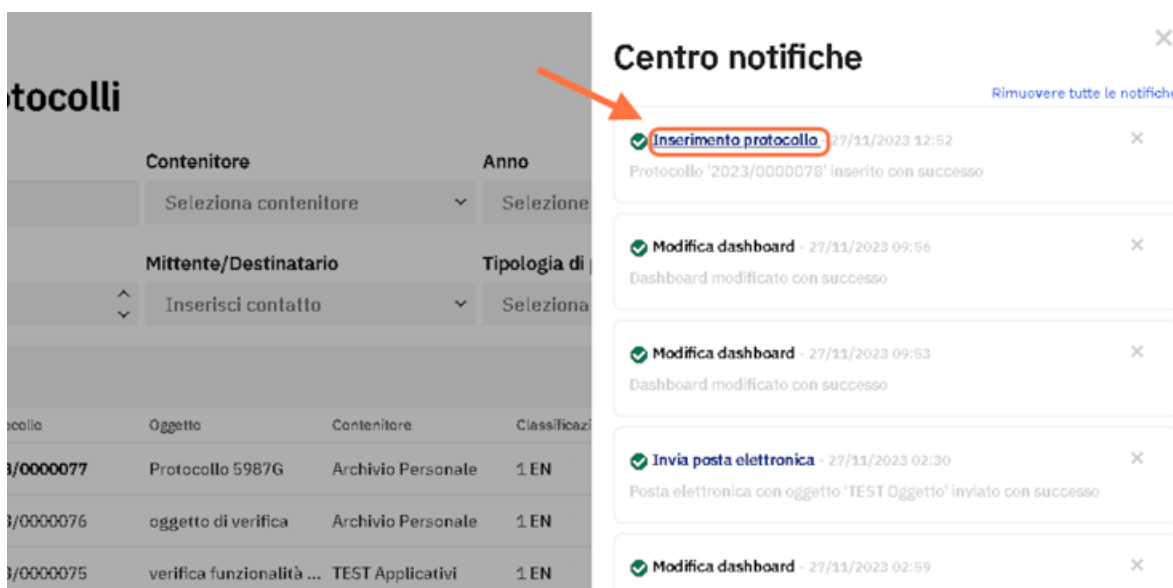 Centro notifiche
Rimuovere tutte le notifiche
Inserimento protocollo - 27/11/2023 12:52
Protocollo '2023/0000078' inserito con successo
Modifica dashboard - 27/11/2023 09:56
Dashboard modificato con successo
Modifica dashboard - 27/11/2023 09:53
Dashboard modificato con successo
Invia posta elettronica - 27/11/2023 02:30
Posta elettronica con oggetto 'TEST Oggetto' inviato con successo
Modifica dashboard - 27/11/2023 02:59
tocolli
Contenitore Anno
Seleziona contenitore Selezione
Mittente/Destinatario Tipologia di
Inserisci contatto Seleziona
ocollo Oggetto Contenitore Classificazi
3/0000077 Protocollo 5987G Archivio Personale 1 EN
3/0000076 oggetto di verifica Archivio Personale 1 EN
3/0000075 verifica funzionalità ... TEST Applicativi 1 EN